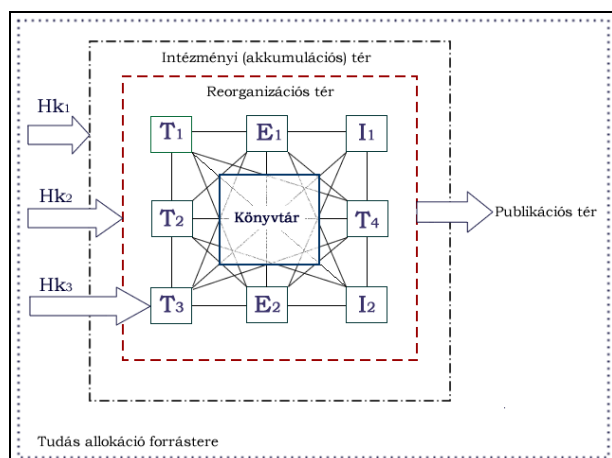 Intézményi (akkumulációs) tér
Reorganizációs tér
Hk1
T1 E1 I1
Hk2
T2 Könyvtár T4
Publikációs tér
Hk3
T3 E2 I2
Tudás allokáció forrástere